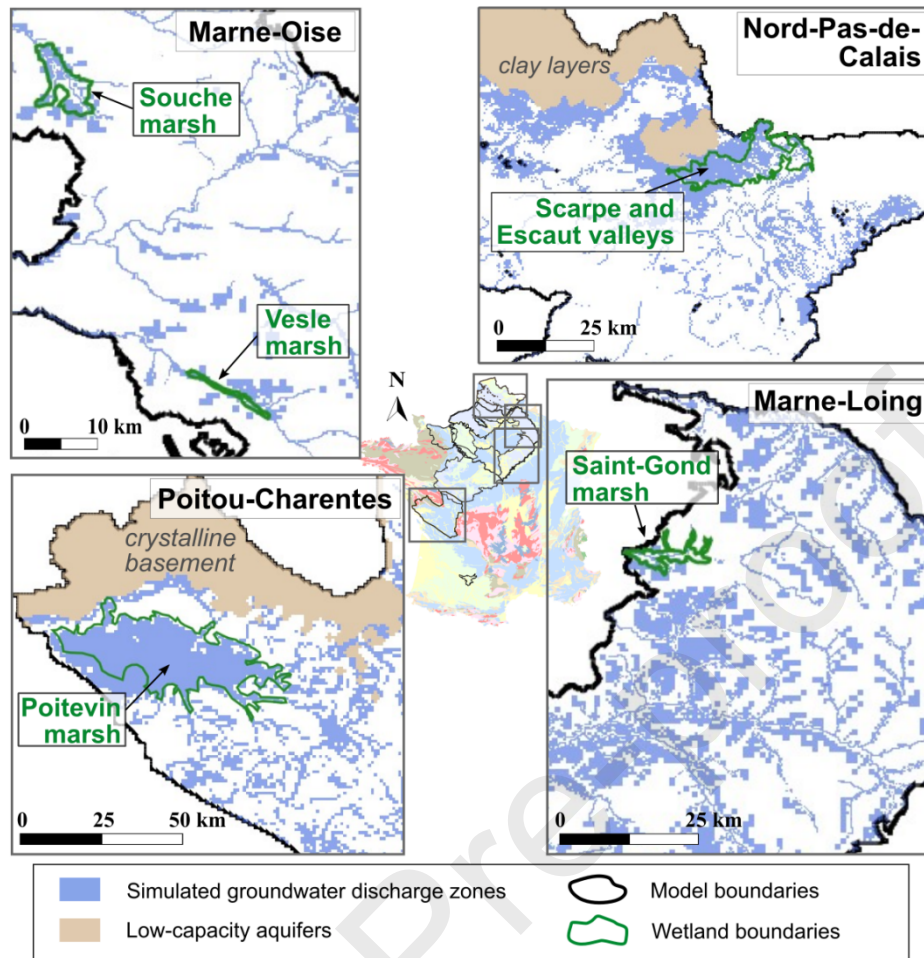 Marne-Oise
Souche
marsh
Vesle
marsh
0 10 km
Nord-Pas-de-
Calais
clay layers
Scarpe and
Escaut valleys
0 25 km
N
Poitou-Charentes
crystalline
basement
Poitevin
marsh
0 25 50 km
Marne-Loing
Saint-Gond
marsh
0 25 km
Simulated groundwater discharge zones
Low-capacity aquifers
Model boundaries
Wetland boundaries
Pre-proof